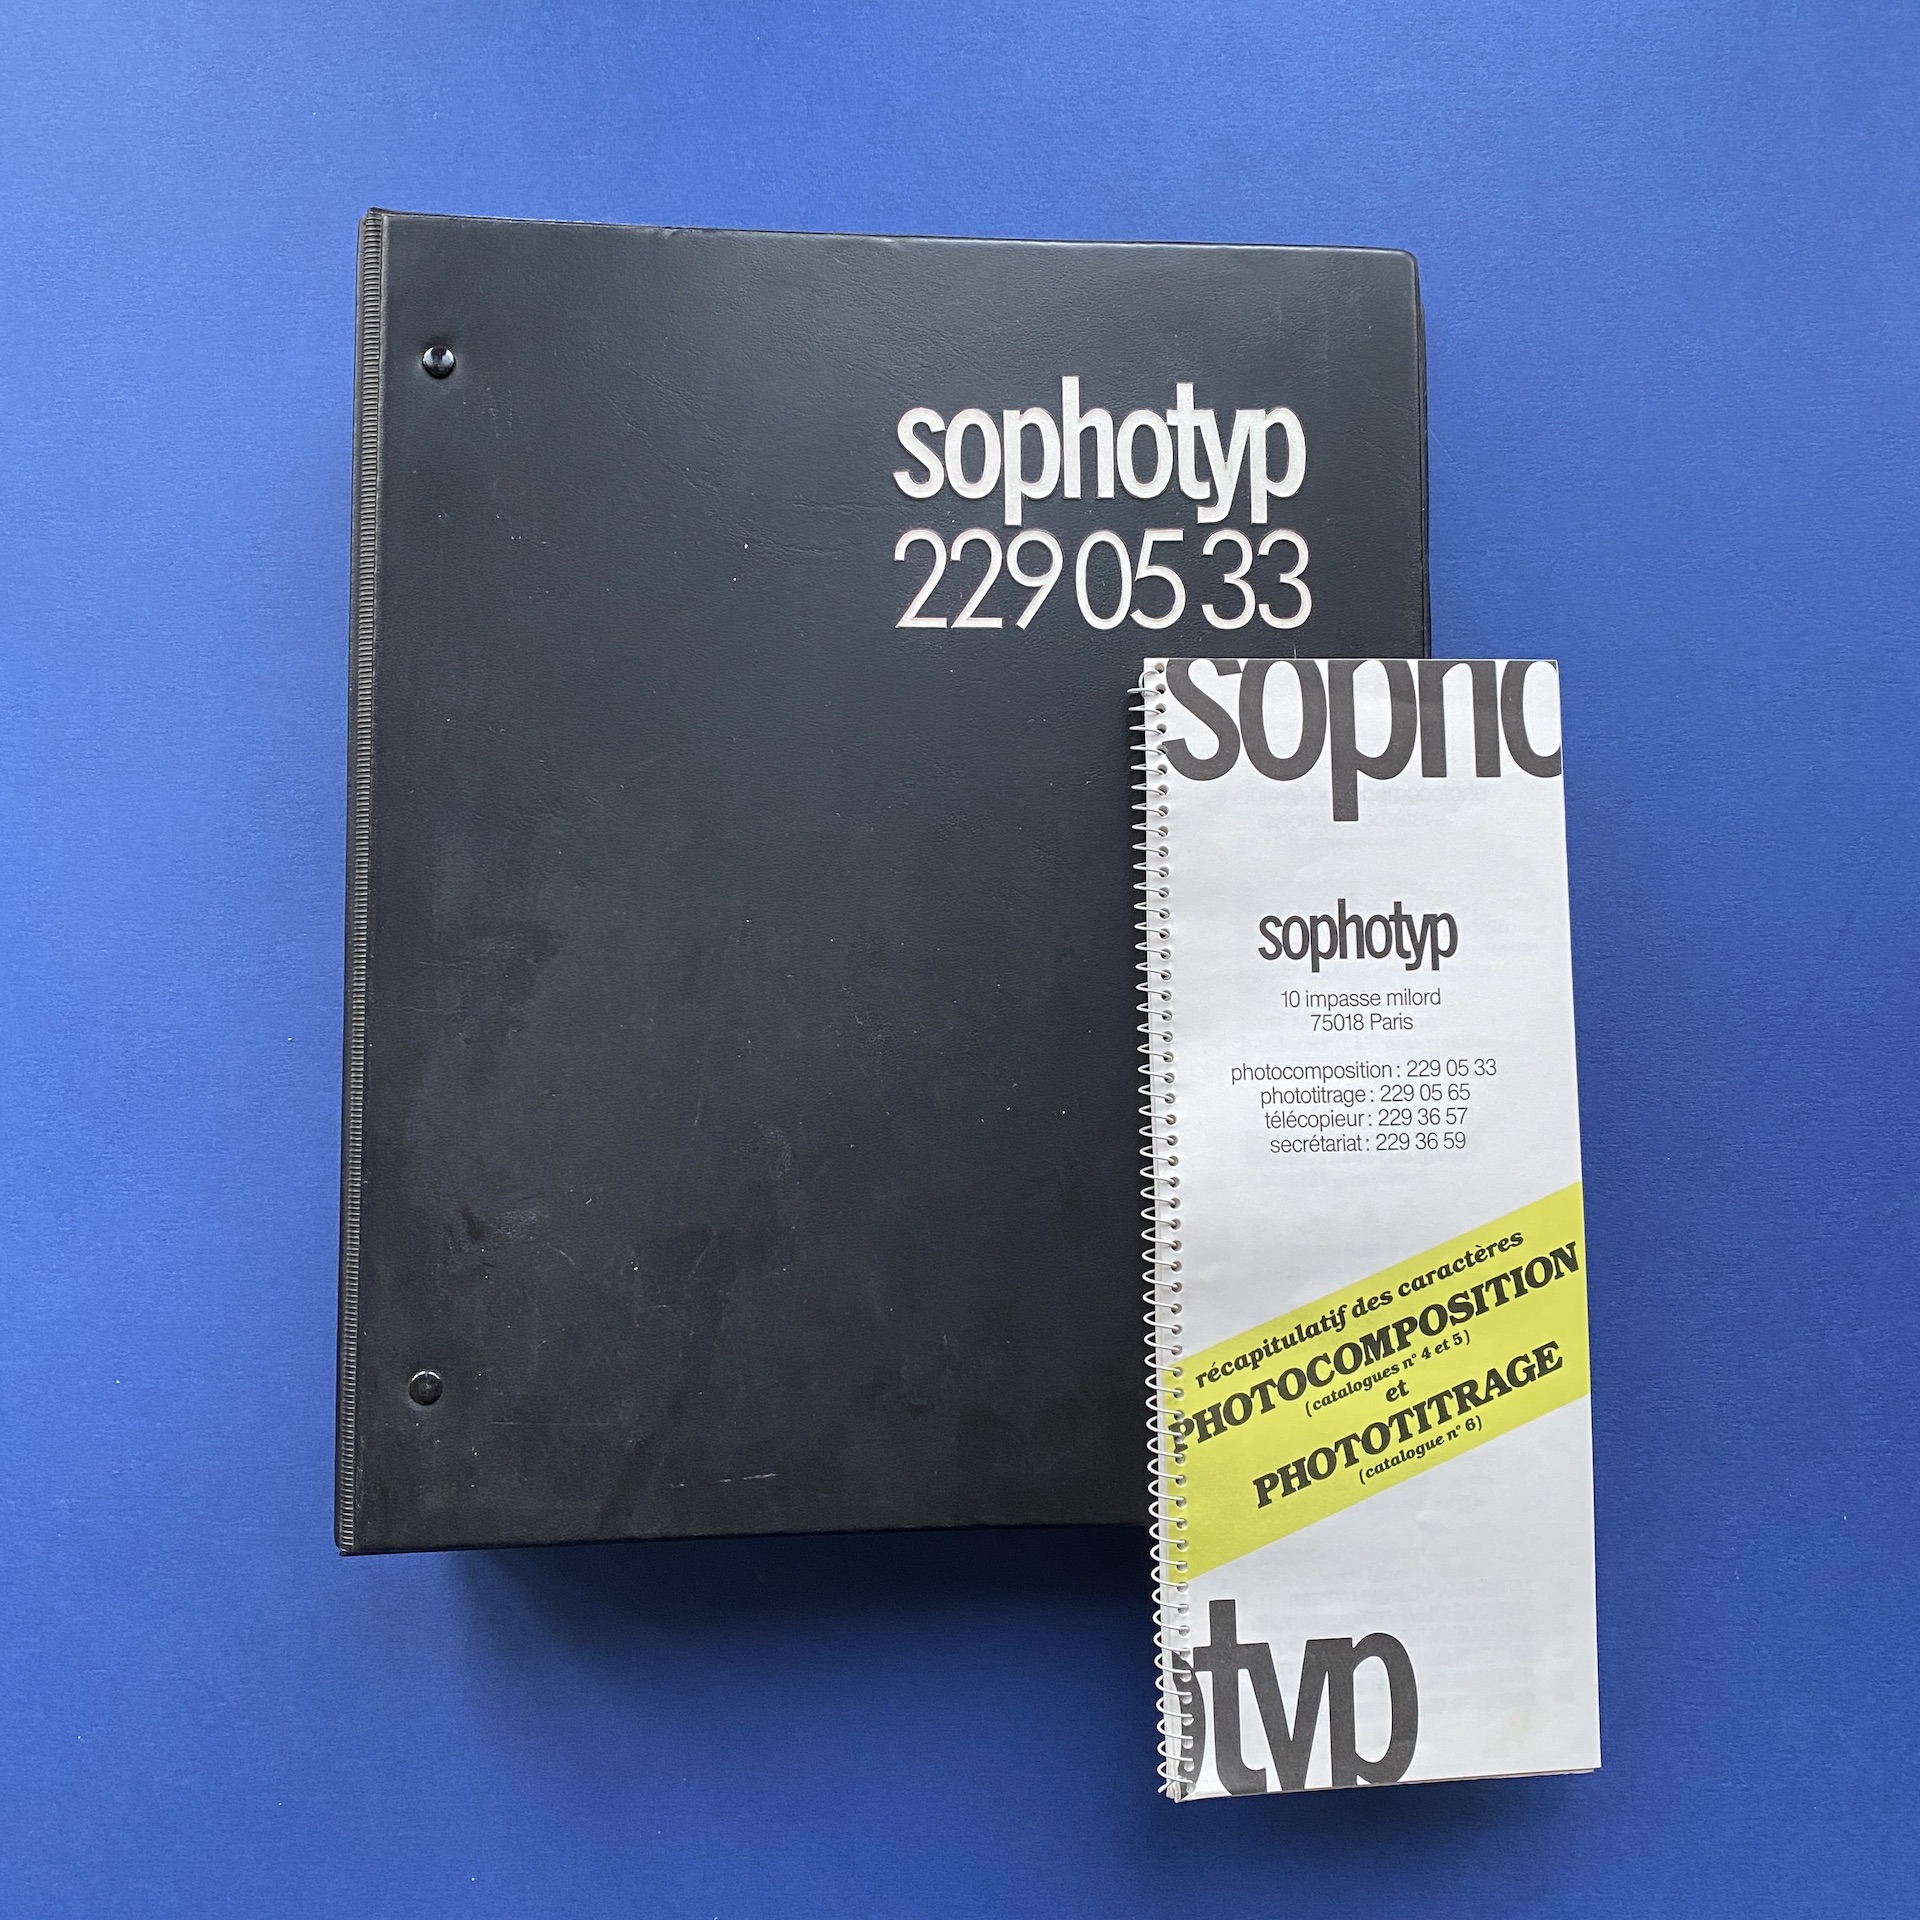 sophotyp
229 05 33
sopho
sophotyp
10 impasse milord
75018 Paris
photocomposition : 229 05 33
phototitrage : 229 05 65
télécopieur : 229 36 57
secrétariat : 229 36 59
récapitulatif des caractères
PHOTOCOMPOSITION
(catalogues n° 4 et 5)
et
PHOTOTITRAGE
(catalogue n° 6)
otyp